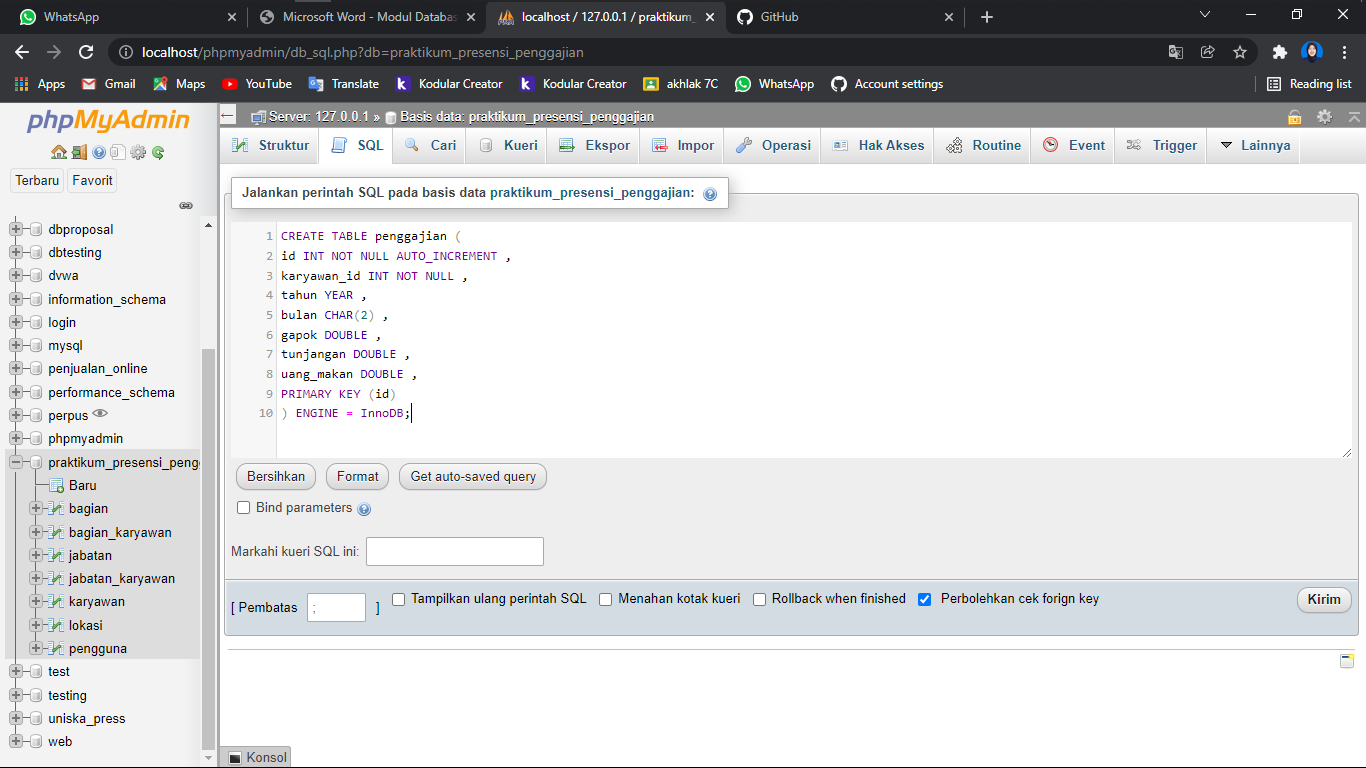 WhatsApp
Microsoft Word - Modul Databas
localhost / 127.0.0.1 / praktikum_
GitHub
localhost/phpmyadmin/db_sql.php?db=praktikum_presensi_penggajian
Apps
Gmail
Maps
YouTube
Translate
Kodular Creator
Kodular Creator
akhlak 7C
WhatsApp
Account settings
Reading list
phpMyAdmin
Terbaru
Favorit
dbproposal
dbtesting
dvwa
information_schema
login
mysql
penjualan_online
performance_schema
perpus
phpmyadmin
praktikum_presensi_peng
Baru
bagian
bagian_karyawan
jabatan
jabatan_karyawan
karyawan
lokasi
pengguna
test
testing
uniska_press
web
Server: 127.0.0.1 » Basis data: praktikum_presensi_penggajian
Struktur
SQL
Cari
Kueri
Ekspor
Impor
Operasi
Hak Akses
Routine
Event
Trigger
Lainnya
Jalankan perintah SQL pada basis data praktikum_presensi_penggajian:
1 CREATE TABLE penggajian (
2 id INT NOT NULL AUTO_INCREMENT ,
3 karyawan_id INT NOT NULL ,
4 tahun YEAR ,
5 bulan CHAR(2) ,
6 gapok DOUBLE ,
7 tunjangan DOUBLE ,
8 uang_makan DOUBLE ,
9 PRIMARY KEY (id)
10 ) ENGINE = InnoDB;
Bersihkan
Format
Get auto-saved query
Bind parameters
Markahi kueri SQL ini:
[ Pembatas ; ]
Tampilkan ulang perintah SQL
Menahan kotak kueri
Rollback when finished
Perbolehkan cek forign key
Kirim
Konsol